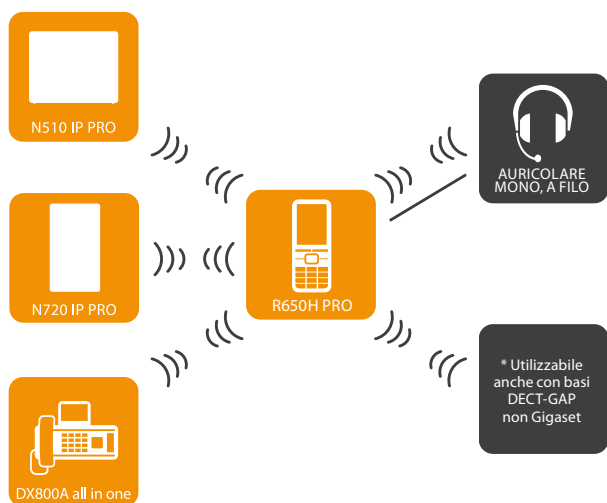 N510 IP PRO
AURICOLARE
MONO, A FILO
N720 IP PRO
R650H PRO
* Utilizzabile
anche con basi
DECT-GAP
non Gigaset
DX800A all in one